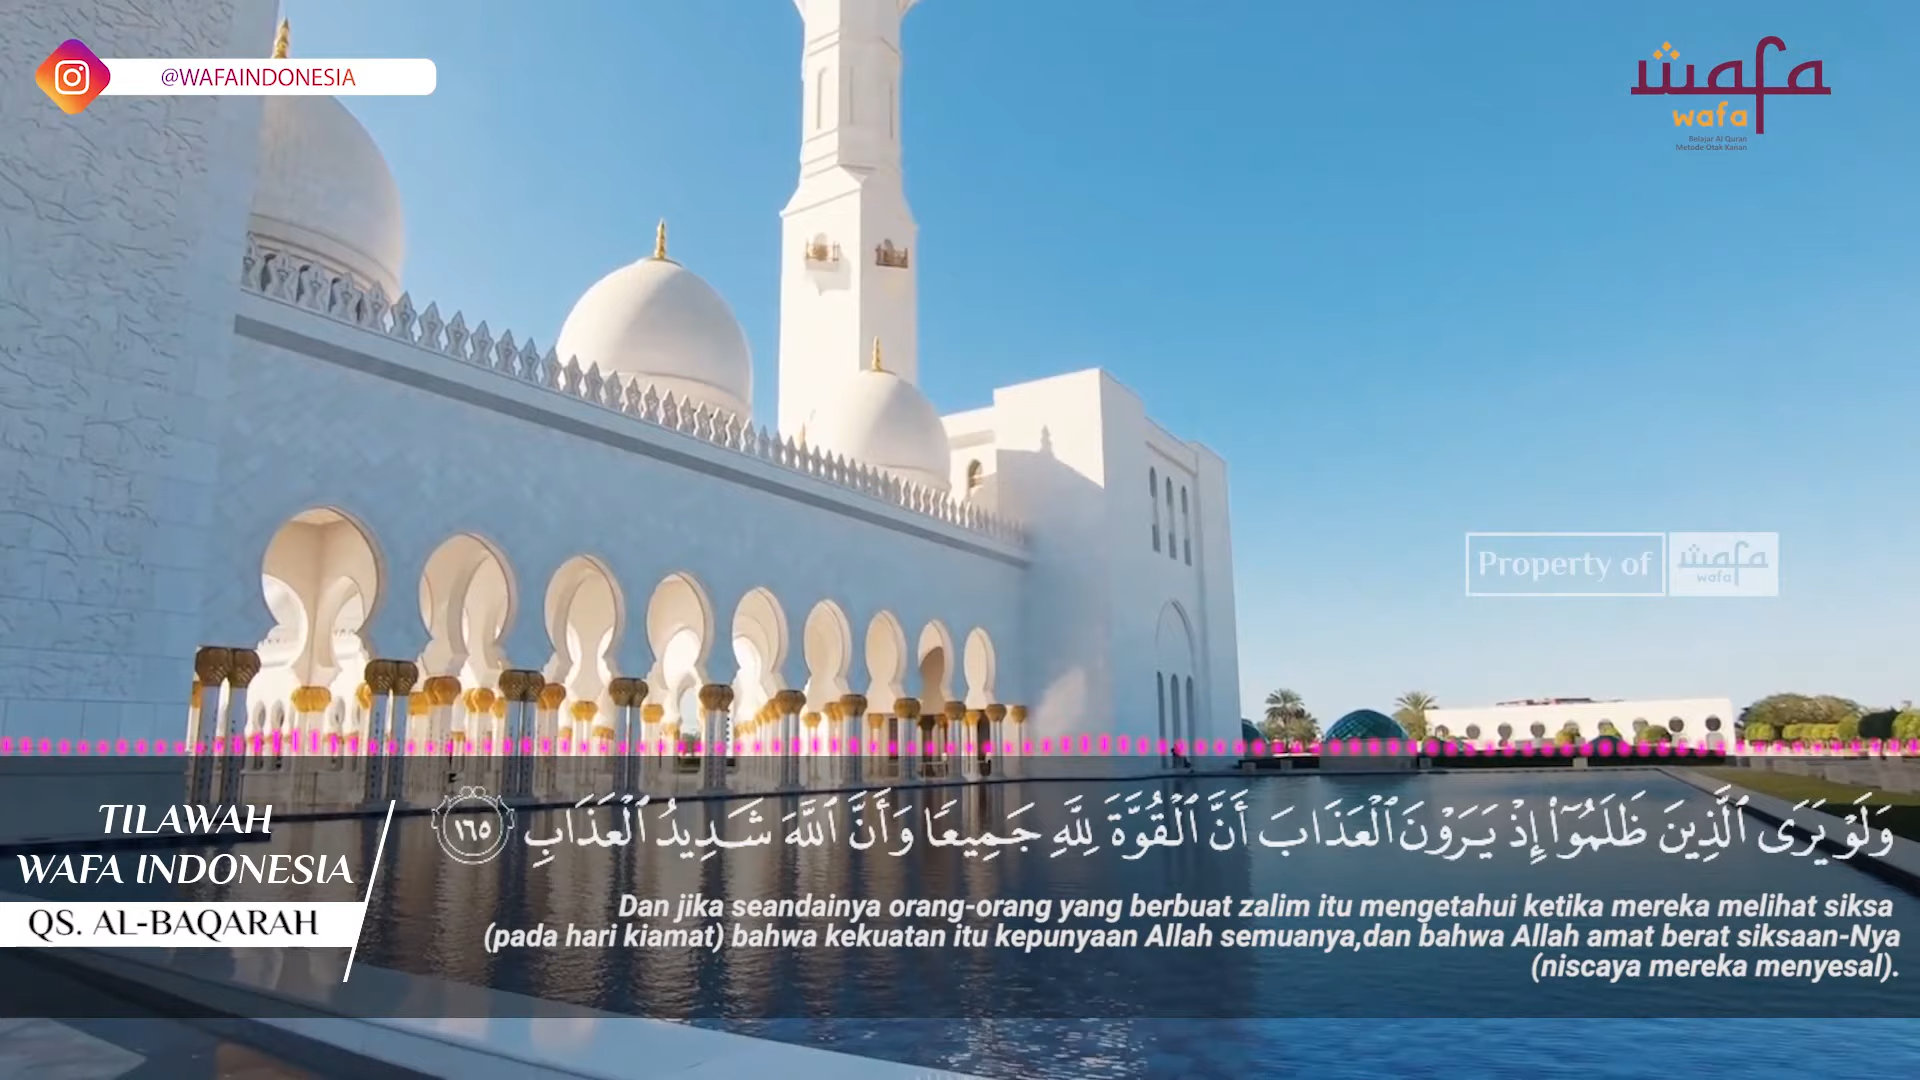 @WAFAINDONESIA
wafa
wafa
Belajar Al Quran
Metode Otak Kanan
Property of
wafa
wafa
TILAWAH
WAFA INDONESIA
QS. AL-BAQARAH
وَلَوْ يَرَى ٱلَّذِينَ ظَلَمُوٓا۟ إِذْ يَرَوْنَ ٱلْعَذَابَ أَنَّ ٱلْقُوَّةَ لِلَّهِ جَمِيعًا وَأَنَّ ٱللَّهَ شَدِيدُ ٱلْعَذَابِ ١٦٥
Dan jika seandainya orang-orang yang berbuat zalim itu mengetahui ketika mereka melihat siksa
(pada hari kiamat) bahwa kekuatan itu kepunyaan Allah semuanya,dan bahwa Allah amat berat siksaan-Nya
(niscaya mereka menyesal).